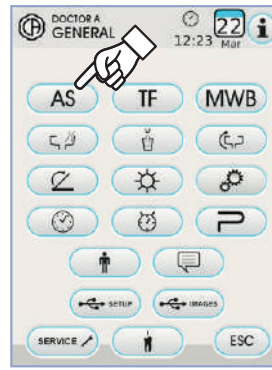 DOCTOR A
GENERAL
12:23
22
Mar
i
AS TF MWB
SETUP IMAGES
SERVICE ESC